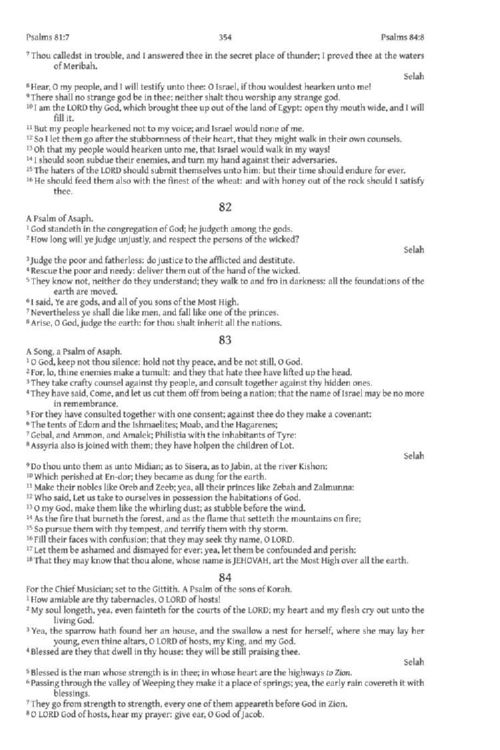 Psalms 81:7 354 Psalms 84:8
7 Thou calledst in trouble, and I answered thee in the secret place of thunder; I proved thee at the waters
of Meribah.
Selah
8 Hear, O my people, and I will testify unto thee: O Israel, if thou wouldest hearken unto me!
9 There shall no strange god be in thee; neither shalt thou worship any strange god.
10 I am the LORD thy God, which brought thee up out of the land of Egypt: open thy mouth wide, and I will
fill it.
11 But my people hearkened not to my voice; and Israel would none of me.
12 So I let them go after the stubbornness of their heart, that they might walk in their own counsels.
13 Oh that my people would hearken unto me, that Israel would walk in my ways!
14 I should soon subdue their enemies, and turn my hand against their adversaries.
15 The haters of the LORD should submit themselves unto him: but their time should endure for ever.
16 He should feed them also with the finest of the wheat: and with honey out of the rock should I satisfy
thee.
82
A Psalm of Asaph.
1 God standeth in the congregation of God; he judgeth among the gods.
2 How long will ye judge unjustly, and respect the persons of the wicked?
Selah
3 Judge the poor and fatherless: do justice to the afflicted and destitute.
4 Rescue the poor and needy: deliver them out of the hand of the wicked.
5 They know not, neither do they understand; they walk to and fro in darkness: all the foundations of the
earth are moved.
6 I said, Ye are gods, and all of you sons of the Most High.
7 Nevertheless ye shall die like men, and fall like one of the princes.
8 Arise, O God, judge the earth: for thou shalt inherit all the nations.
83
A Song, a Psalm of Asaph.
1 O God, keep not thou silence: hold not thy peace, and be not still, O God.
2 For, lo, thine enemies make a tumult: and they that hate thee have lifted up the head.
3 They take crafty counsel against thy people, and consult together against thy hidden ones.
4 They have said, Come, and let us cut them off from being a nation; that the name of Israel may be no more
in remembrance.
5 For they have consulted together with one consent; against thee do they make a covenant:
6 The tents of Edom and the Ishmaelites; Moab, and the Hagarenes;
7 Gebal, and Ammon, and Amalek; Philistia with the inhabitants of Tyre:
8 Assyria also is joined with them; they have holpen the children of Lot.
Selah
9 Do thou unto them as unto Midian; as to Sisera, as to Jabin, at the river Kishon:
10 Which perished at En-dor; they became as dung for the earth.
11 Make their nobles like Oreb and Zeeb; yea, all their princes like Zebah and Zalmunna:
12 Who said, Let us take to ourselves in possession the habitations of God.
13 O my God, make them like the whirling dust; as stubble before the wind.
14 As the fire that burneth the forest, and as the flame that setteth the mountains on fire;
15 So pursue them with thy tempest, and terrify them with thy storm.
16 Fill their faces with confusion; that they may seek thy name, O LORD.
17 Let them be ashamed and dismayed for ever; yea, let them be confounded and perish:
18 That they may know that thou alone, whose name is JEHOVAH, art the Most High over all the earth.
84
For the Chief Musician; set to the Gittith. A Psalm of the sons of Korah.
1 How amiable are thy tabernacles, O LORD of hosts!
2 My soul longeth, yea, even fainteth for the courts of the LORD; my heart and my flesh cry out unto the
living God.
3 Yea, the sparrow hath found her an house, and the swallow a nest for herself, where she may lay her
young, even thine altars, O LORD of hosts, my King, and my God.
4 Blessed are they that dwell in thy house: they will be still praising thee.
Selah
5 Blessed is the man whose strength is in thee; in whose heart are the highways to Zion.
6 Passing through the valley of Weeping they make it a place of springs; yea, the early rain covereth it with
blessings.
7 They go from strength to strength, every one of them appeareth before God in Zion.
8 O LORD God of hosts, hear my prayer: give ear, O God of Jacob.